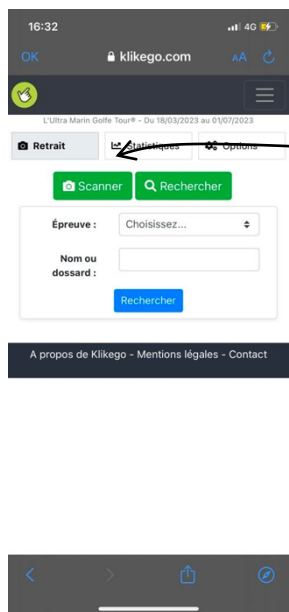 16:32
4G
OK
klikego.com
AA
L'Ultra Marin Golfe Tour® - Du 18/03/2023 au 01/07/2023
Retrait
Statistiques
Options
Scanner
Rechercher
Épreuve :
Choisissez...
Nom ou
dossard :
Rechercher
A propos de Klikego - Mentions légales - Contact